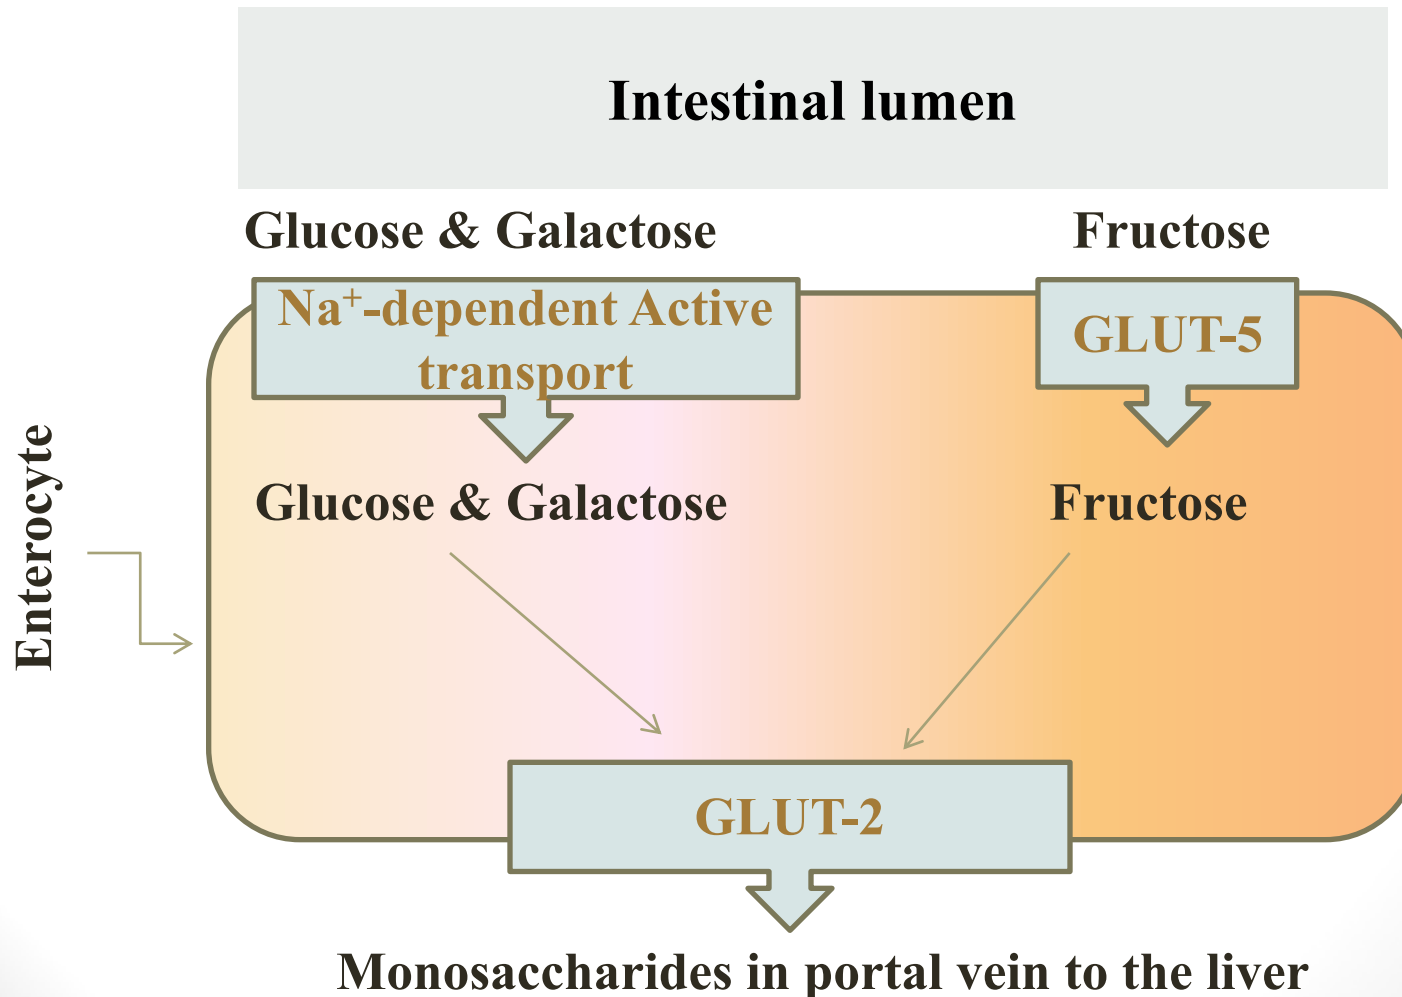 Intestinal lumen
Glucose & Galactose
Fructose
Na⁺-dependent Active
transport
GLUT-5
Enterocyte
Glucose & Galactose
Fructose
GLUT-2
Monosaccharides in portal vein to the liver